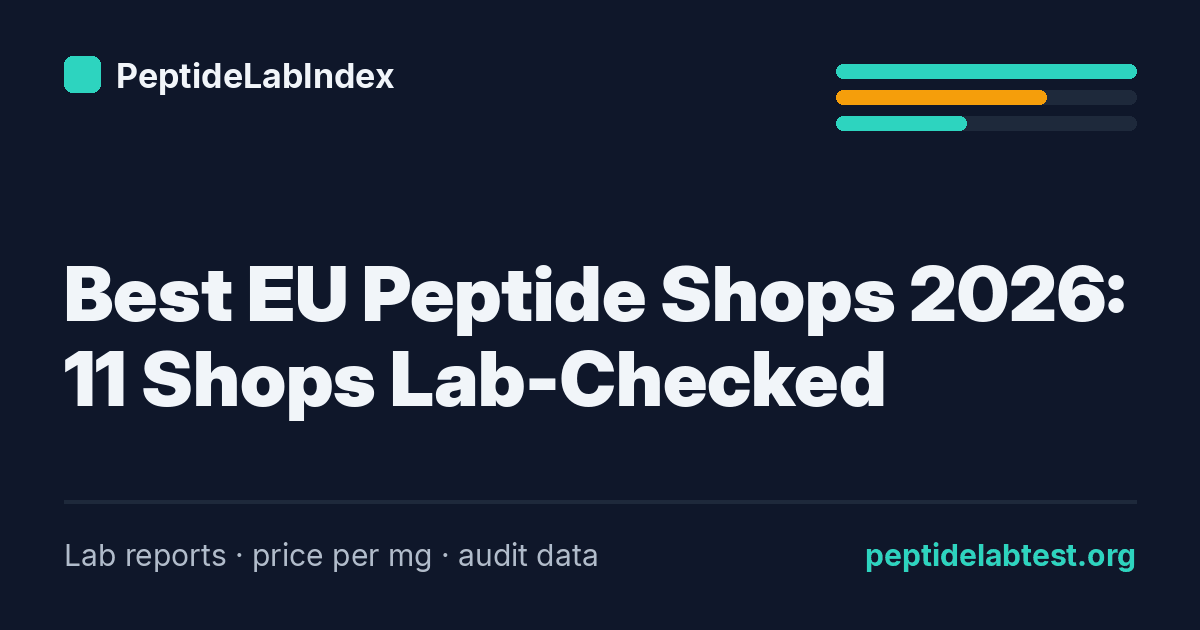 PeptideLabIndex
Best EU Peptide Shops 2026:
11 Shops Lab-Checked
Lab reports · price per mg · audit data
peptidelabtest.org